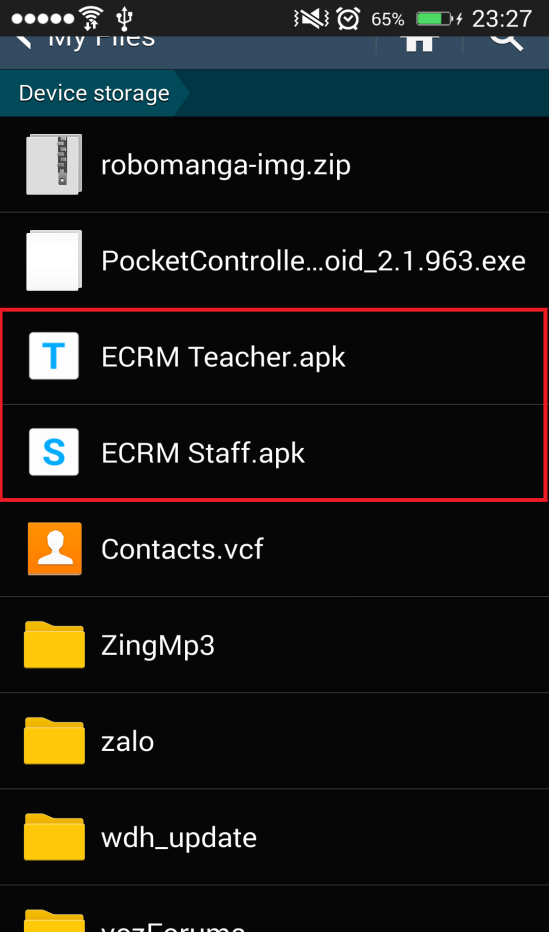 65% 23:27
My Files
Device storage
robomanga-img.zip
PocketControlle...oid_2.1.963.exe
T ECRM Teacher.apk
S ECRM Staff.apk
Contacts.vcf
ZingMp3
zalo
wdh_update